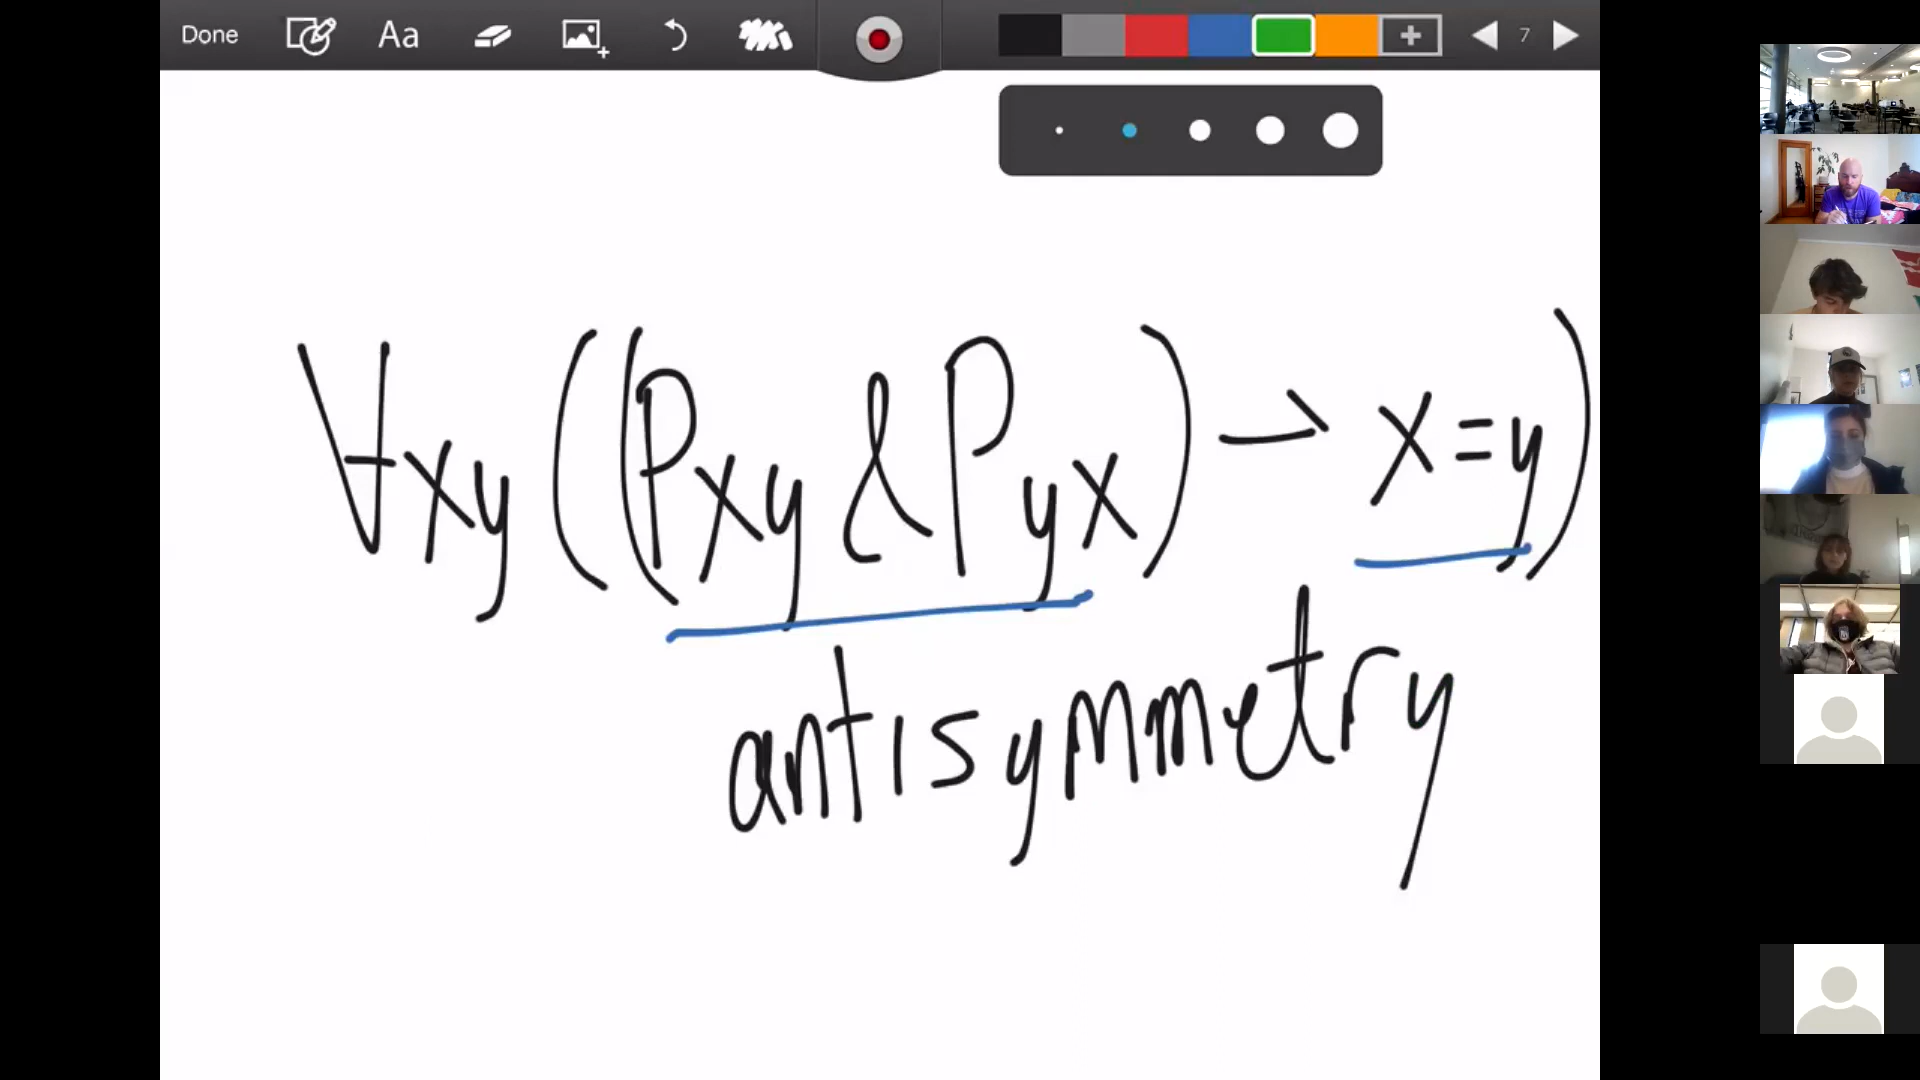 Done Aa 7
∀xy((Pxy & Pyx) → x=y)
antisymmetry